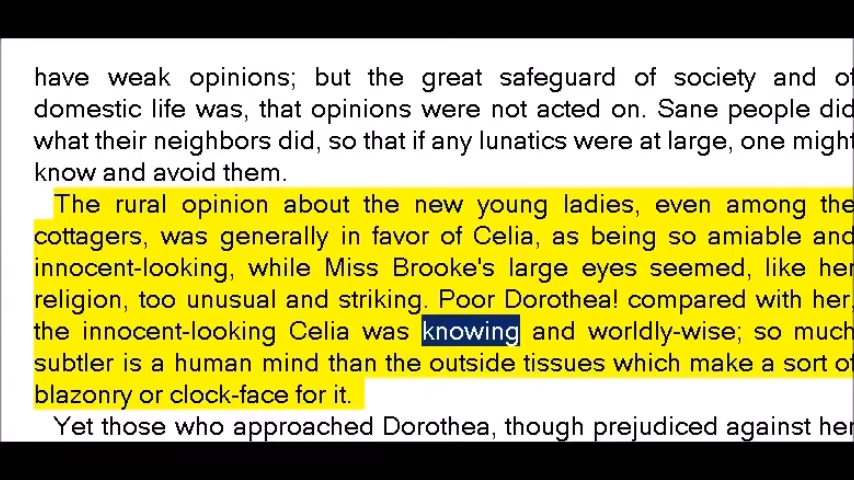 have weak opinions; but the great safeguard of society and of
domestic life was, that opinions were not acted on. Sane people did
what their neighbors did, so that if any lunatics were at large, one might
know and avoid them.
The rural opinion about the new young ladies, even among the
cottagers, was generally in favor of Celia, as being so amiable and
innocent-looking, while Miss Brooke's large eyes seemed, like her
religion, too unusual and striking. Poor Dorothea! compared with her,
the innocent-looking Celia was knowing and worldly-wise; so much
subtler is a human mind than the outside tissues which make a sort of
blazonry or clock-face for it.
Yet those who approached Dorothea, though prejudiced against her